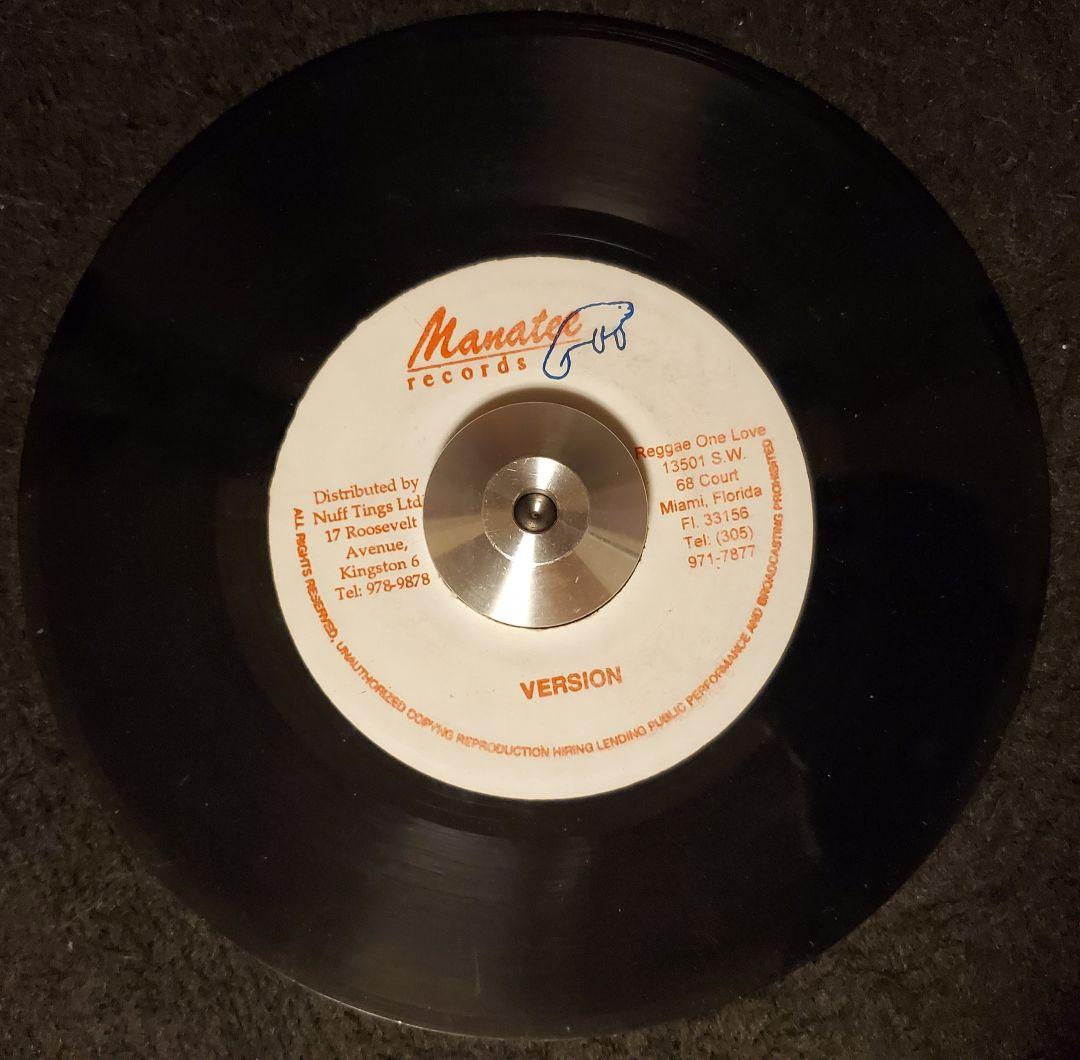 Manatee
records
Distributed by
Nuff Tings Ltd
17 Roosevelt
Avenue,
Kingston 6
Tel: 978-9878
Reggae One Love
13501 S.W.
68 Court
Miami, Florida
Fl. 33156
Tel: (305)
971-7877
VERSION
ALL RIGHTS RESERVED, UNAUTHORIZED COPYNG REPRODUCTION HIRING LENDING PUBLIC PERFORMANCE AND BROADCASTING PROHIBITED